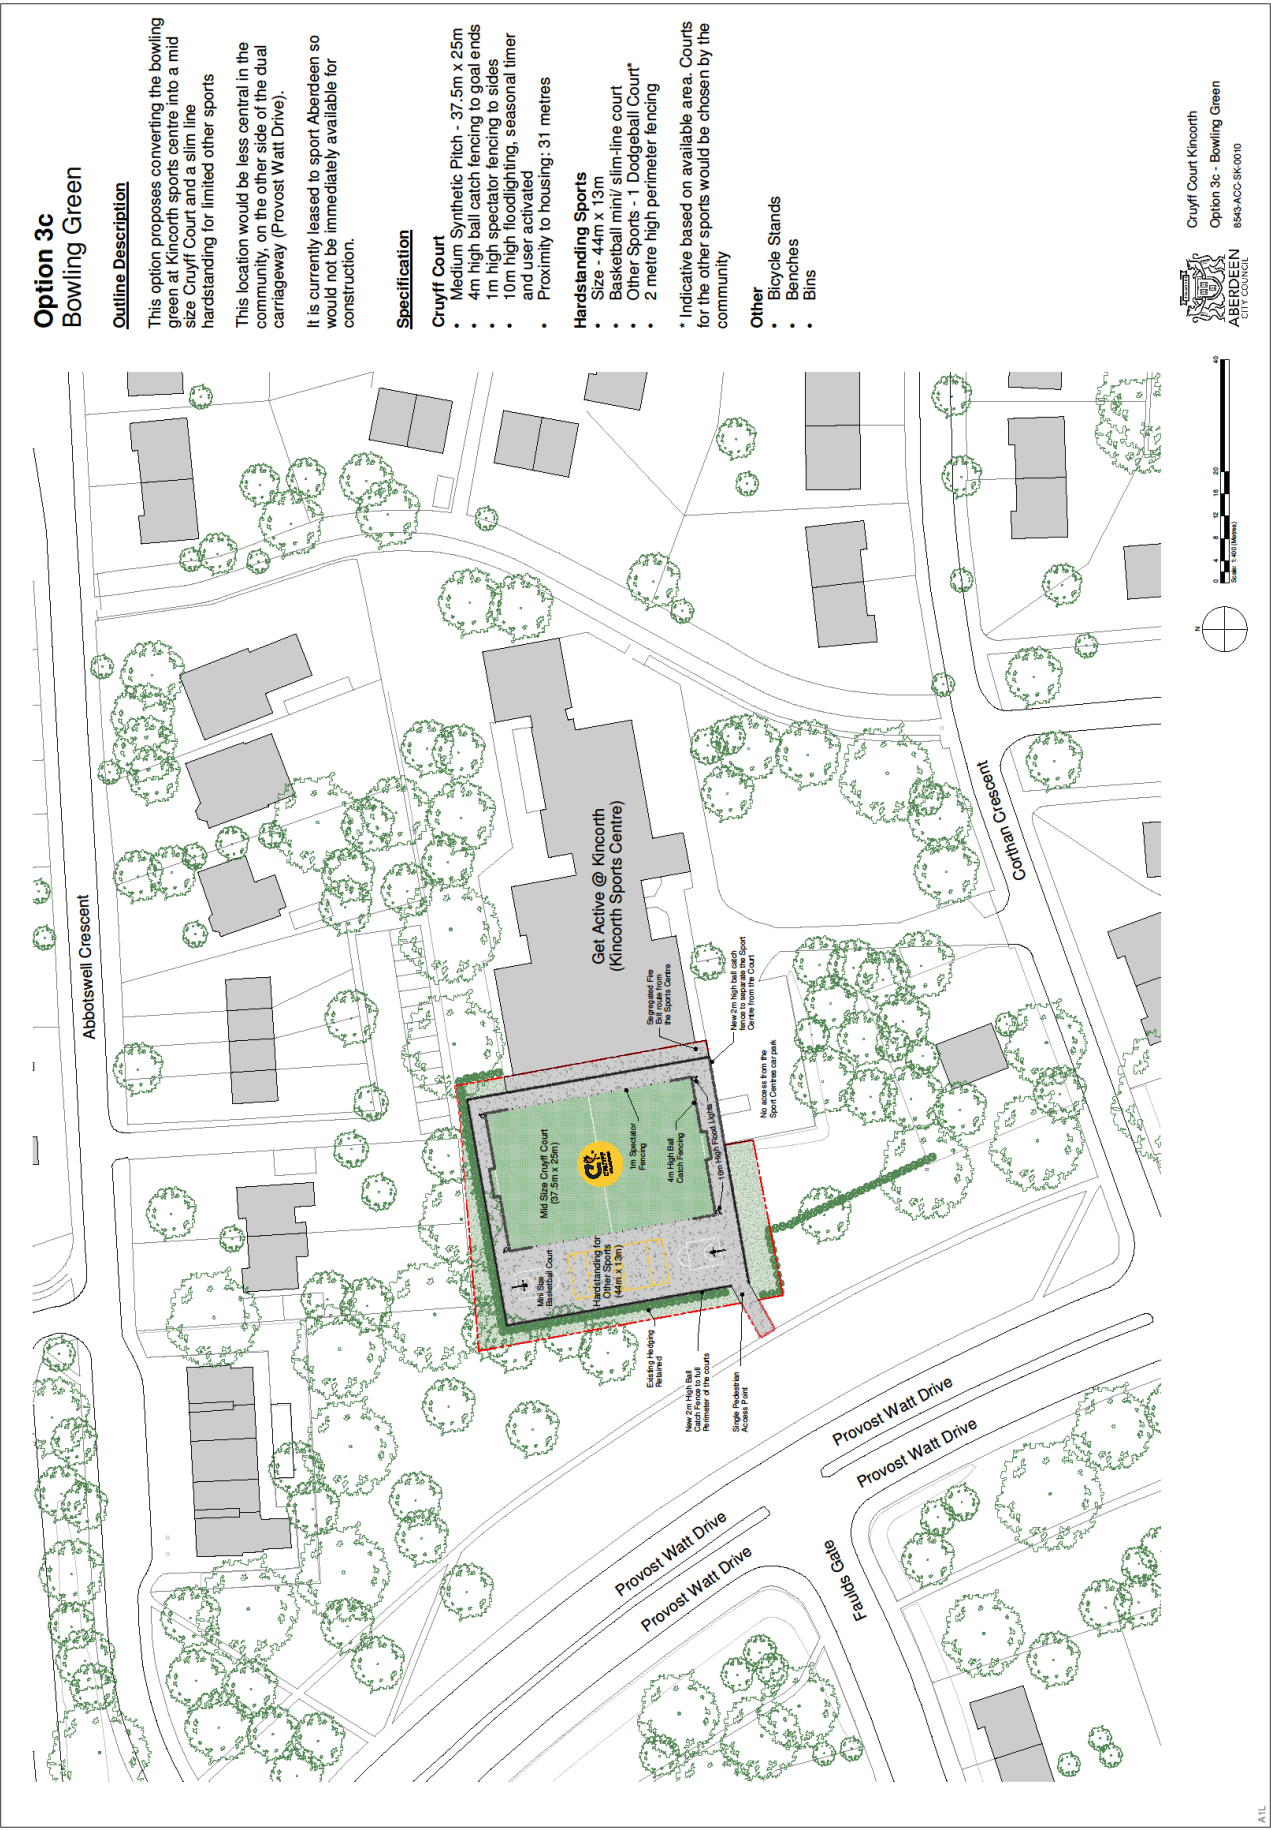 Option 3c
Bowling Green
Outline Description
This option proposes converting the bowling
green at Kincorth sports centre into a mid
size Cruyff Court and a slim line
hardstanding for limited other sports
This location would be less central in the
community, on the other side of the dual
carriageway (Provost Watt Drive).
It is currently leased to sport Aberdeen so
would not be immediately available for
construction.
Specification
Cruyff Court
• Medium Synthetic Pitch - 37.5m x 25m
• 4m high ball catch fencing to goal ends
• 1m high spectator fencing to sides
• 10m high floodlighting, seasonal timer
and user activated
• Proximity to housing: 31 metres
Hardstanding Sports
• Size - 44m x 13m
• Basketball mini/ slim-line court
• Other Sports - 1 Dodgeball Court*
• 2 metre high perimeter fencing
* Indicative based on available area. Courts
for the other sports would be chosen by the
community
Other
• Bicycle Stands
• Benches
• Bins
Abbotswell Crescent
Get Active @ Kincorth
(Kincorth Sports Centre)
Corthan Crescent
Segregated Fire
Exit route from
the Sports Centre
New 2m high ball catch
fence to separate the Sport
Centre from the Court
No access from the
Sport Centres car park
Mid Size Cruyff Court
(37.5m x 25m)
1m Spectator
Fencing
4m High Ball
Catch Fencing
10m High Flood Lights
Mini Size
Basketball Court
Hardstanding for
Other Sports
(44m x 13m)
Existing Hedging
Retained
New 2m High Ball
Catch Fence to full
Perimeter of the courts
Single Pedestrian
Access Point
Provost Watt Drive
Provost Watt Drive
Provost Watt Drive
Provost Watt Drive
Faulds Gate
N
0 4 8 12 16 20 40
Scale: 1:400 (Metres)
ABERDEEN
CITY COUNCIL
Cruyff Court Kincorth
Option 3c - Bowling Green
8543-ACC-SK-0010
A1L